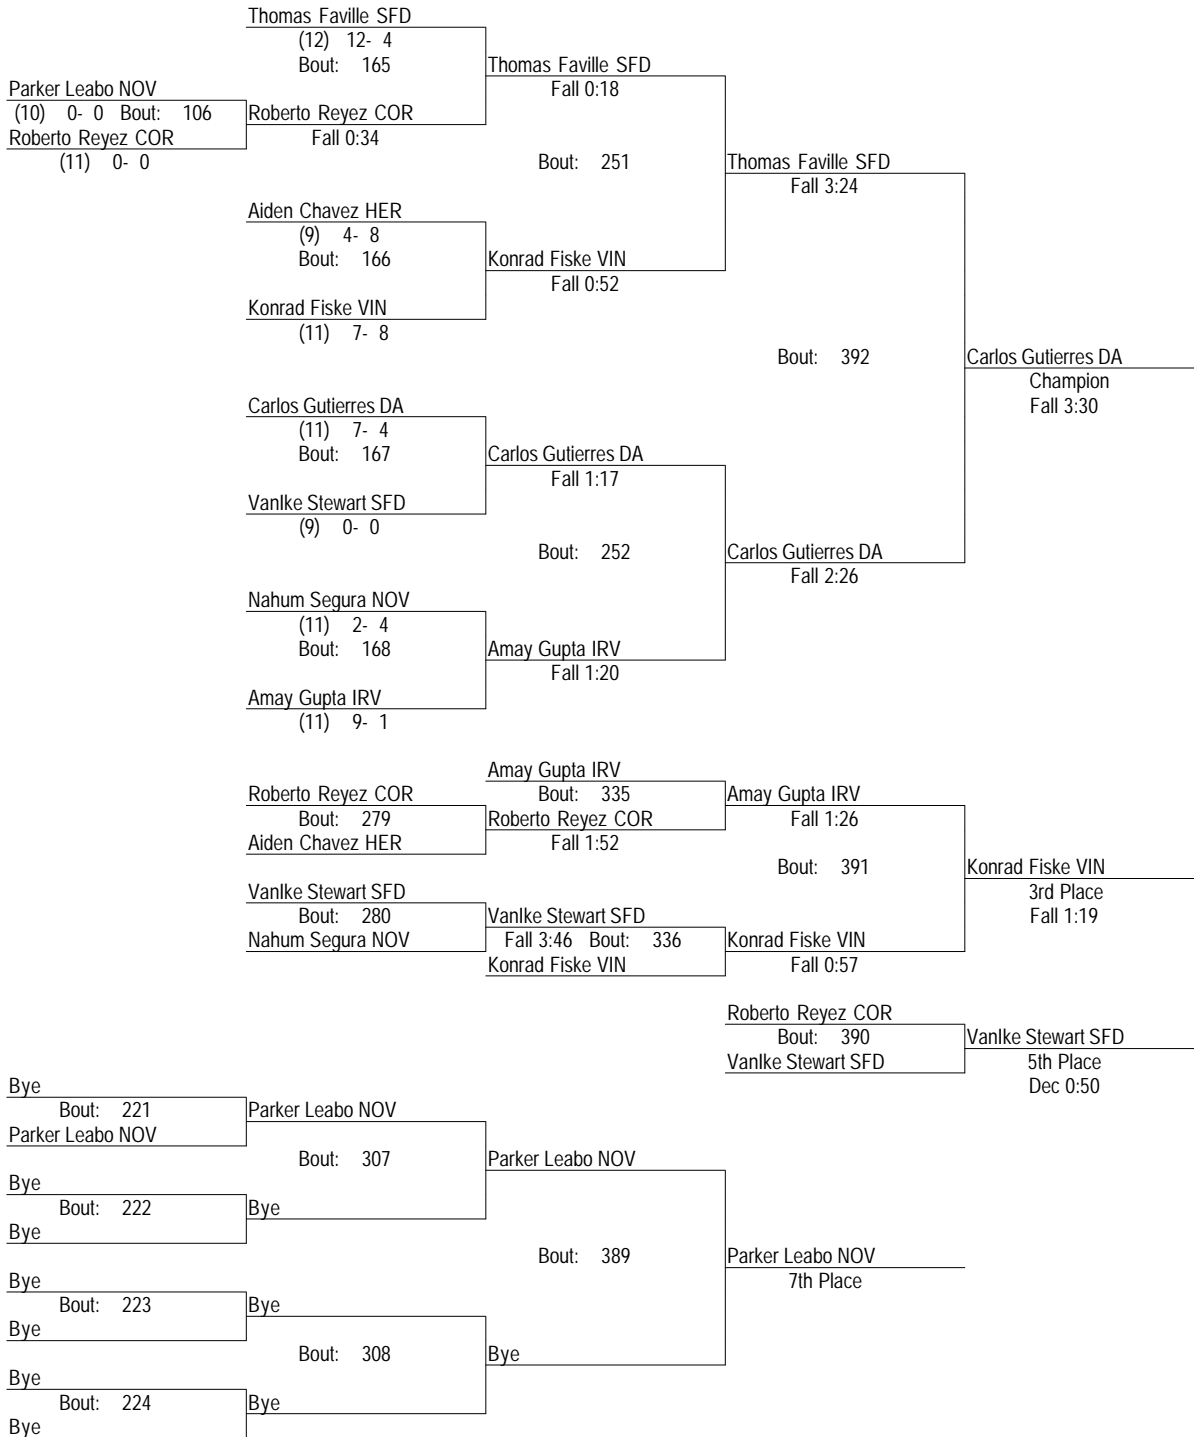 Thomas Faville SFD
(12) 12- 4
Bout: 165
Thomas Faville SFD
Fall 0:18
Parker Leabo NOV
(10) 0- 0 Bout: 106
Roberto Reyez COR
Roberto Reyez COR
Fall 0:34
(11) 0- 0
Bout: 251
Thomas Faville SFD
Fall 3:24
Aiden Chavez HER
(9) 4- 8
Bout: 166
Konrad Fiske VIN
Fall 0:52
Konrad Fiske VIN
(11) 7- 8
Bout: 392
Carlos Gutierres DA
Champion
Fall 3:30
Carlos Gutierres DA
(11) 7- 4
Bout: 167
Carlos Gutierres DA
Fall 1:17
VanIke Stewart SFD
(9) 0- 0
Bout: 252
Carlos Gutierres DA
Fall 2:26
Nahum Segura NOV
(11) 2- 4
Bout: 168
Amay Gupta IRV
Fall 1:20
Amay Gupta IRV
(11) 9- 1
Amay Gupta IRV
Bout: 335
Amay Gupta IRV
Fall 1:26
Roberto Reyez COR
Bout: 279
Roberto Reyez COR
Fall 1:52
Aiden Chavez HER
Bout: 391
Konrad Fiske VIN
3rd Place
Fall 1:19
VanIke Stewart SFD
Bout: 280
VanIke Stewart SFD
Nahum Segura NOV
Fall 3:46 Bout: 336
Konrad Fiske VIN
Konrad Fiske VIN
Fall 0:57
Roberto Reyez COR
Bout: 390
VanIke Stewart SFD
VanIke Stewart SFD
5th Place
Dec 0:50
Bye
Bout: 221
Parker Leabo NOV
Parker Leabo NOV
Bout: 307
Parker Leabo NOV
Bye
Bout: 222
Bye
Bye
Bout: 389
Parker Leabo NOV
7th Place
Bye
Bout: 223
Bye
Bye
Bout: 308
Bye
Bye
Bout: 224
Bye
Bye